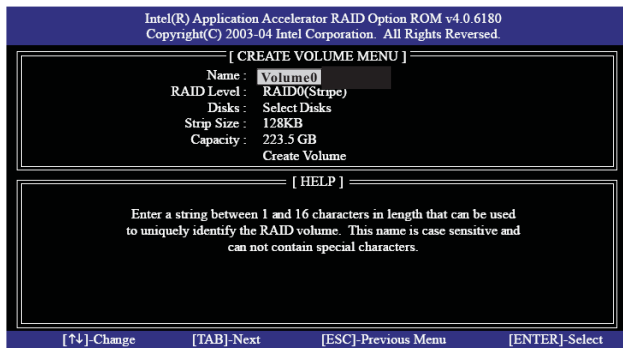 Intel(R) Application Accelerator RAID Option ROM v4.0.6180
Copyright(C) 2003-04 Intel Corporation. All Rights Reversed.
[ CREATE VOLUME MENU ]
Name : Volume0
RAID Level : RAID0(Stripe)
Disks : Select Disks
Strip Size : 128KB
Capacity : 223.5 GB
Create Volume
[ HELP ]
Enter a string between 1 and 16 characters in length that can be used
to uniquely identify the RAID volume. This name is case sensitive and
can not contain special characters.
[↑↓]-Change [TAB]-Next [ESC]-Previous Menu [ENTER]-Select